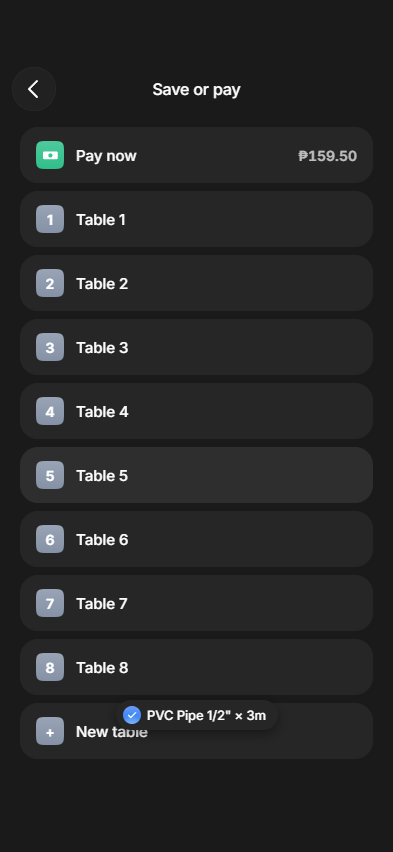 Save or pay
Pay now ₱159.50
1 Table 1
2 Table 2
3 Table 3
4 Table 4
5 Table 5
6 Table 6
7 Table 7
8 Table 8
PVC Pipe 1/2" × 3m
+ New table